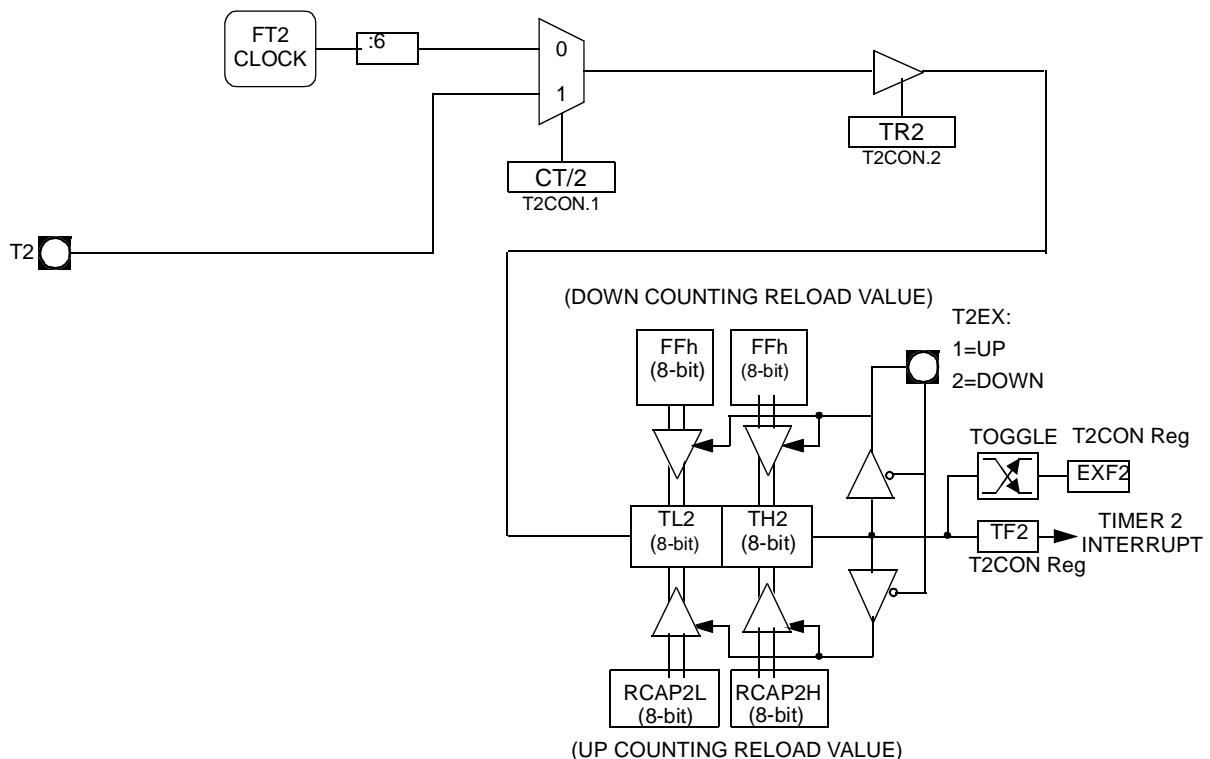 FT2
CLOCK
:6
0
1
TR2
T2CON.2
CT/2
T2CON.1
T2
(DOWN COUNTING RELOAD VALUE)
T2EX:
1=UP
2=DOWN
FFh
(8-bit)
FFh
(8-bit)
TOGGLE
T2CON Reg
EXF2
TL2
(8-bit)
TH2
(8-bit)
TF2
T2CON Reg
TIMER 2
INTERRUPT
RCAP2L
(8-bit)
RCAP2H
(8-bit)
(UP COUNTING RELOAD VALUE)